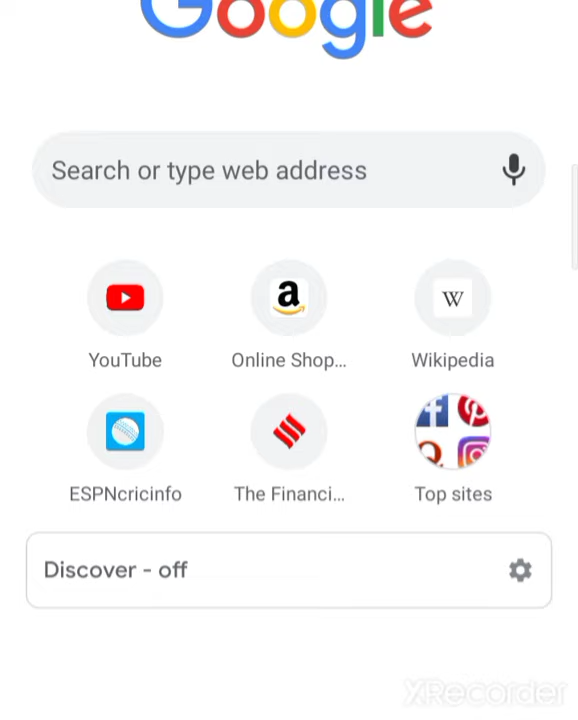 Google
Search or type web address
a
W
YouTube
Online Shop...
Wikipedia
ESPNcricinfo
The Financi...
Top sites
Discover - off
XRecorder